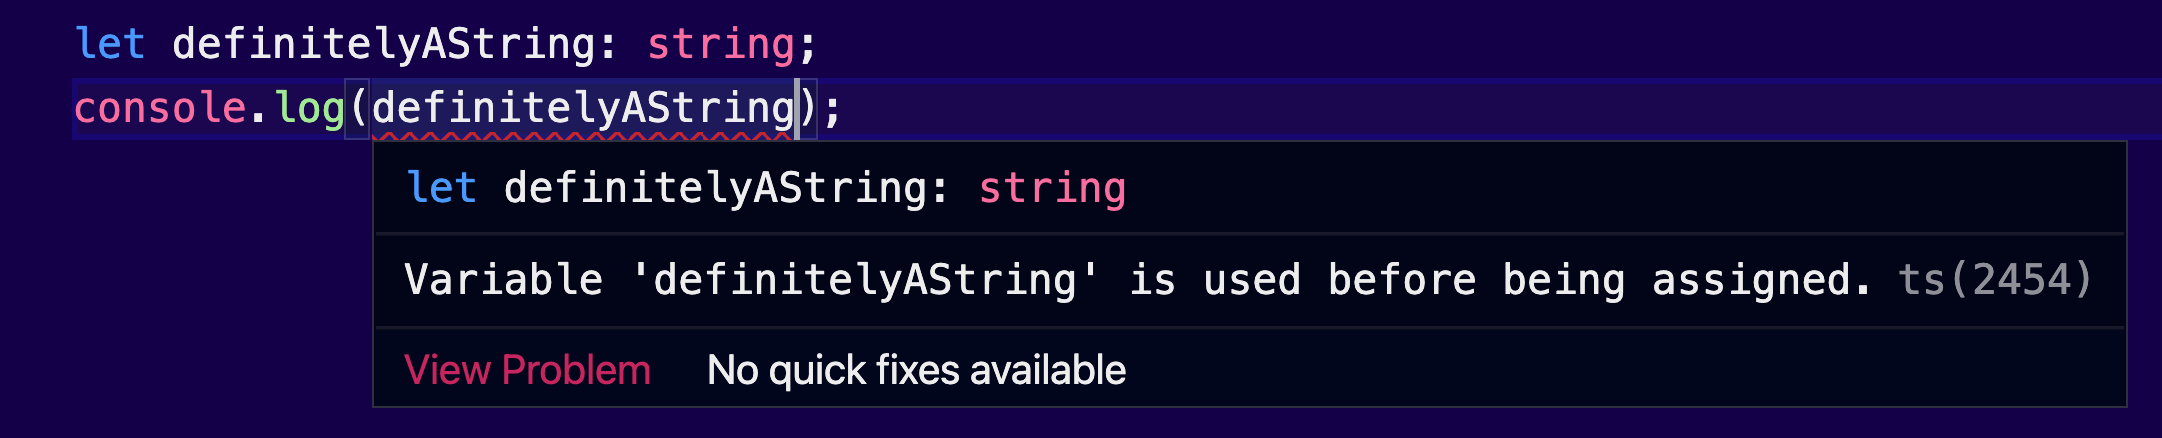 let definitelyAString: string;
console.log(definitelyAString);
let definitelyAString: string
Variable 'definitelyAString' is used before being assigned. ts(2454)
View Problem No quick fixes available